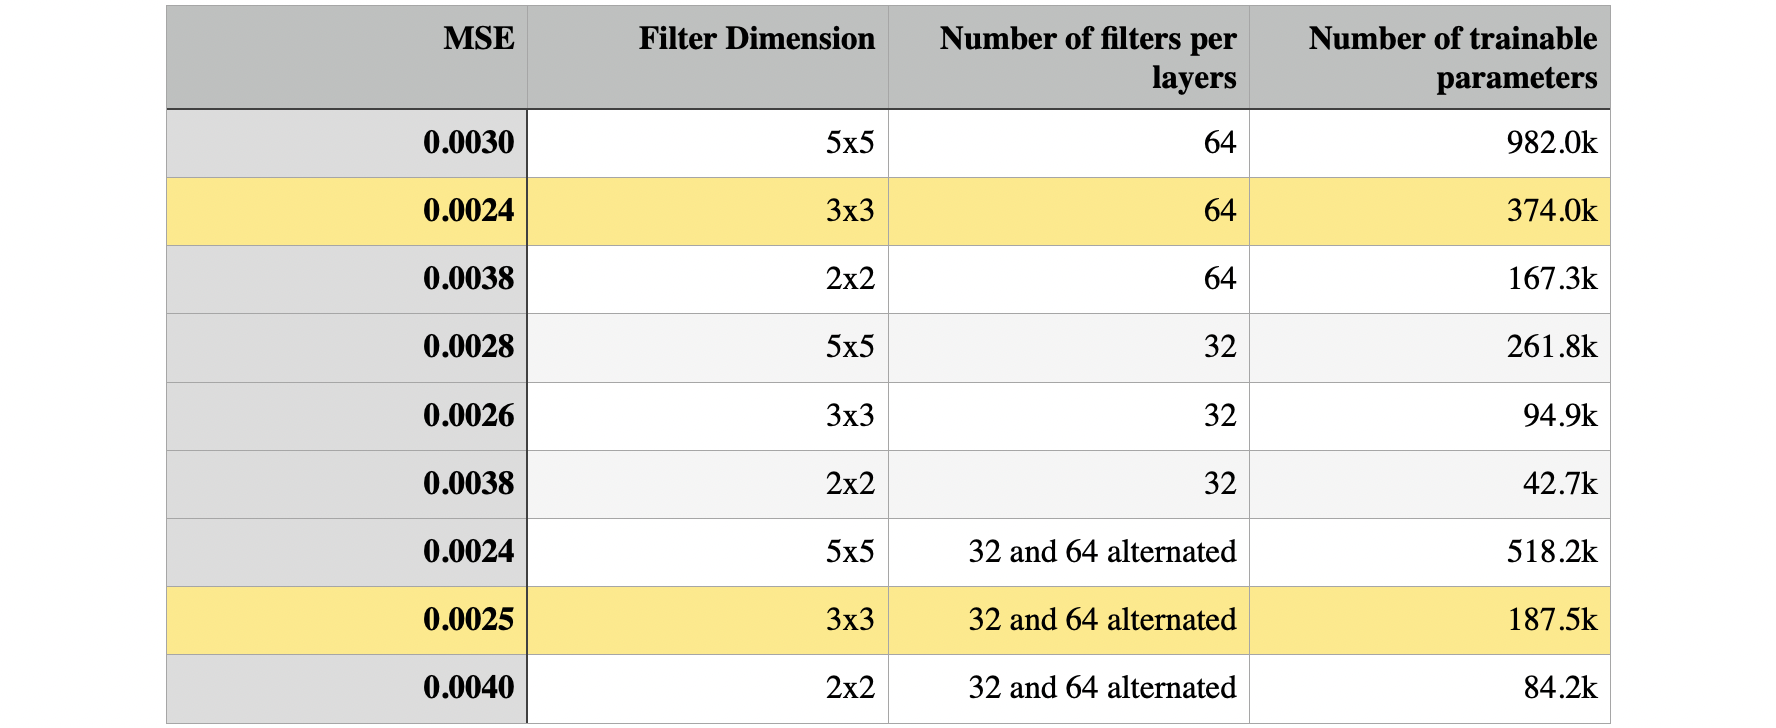 MSE Filter Dimension Number of filters per layers Number of trainable parameters
0.0030 5x5 64 982.0k
0.0024 3x3 64 374.0k
0.0038 2x2 64 167.3k
0.0028 5x5 32 261.8k
0.0026 3x3 32 94.9k
0.0038 2x2 32 42.7k
0.0024 5x5 32 and 64 alternated 518.2k
0.0025 3x3 32 and 64 alternated 187.5k
0.0040 2x2 32 and 64 alternated 84.2k